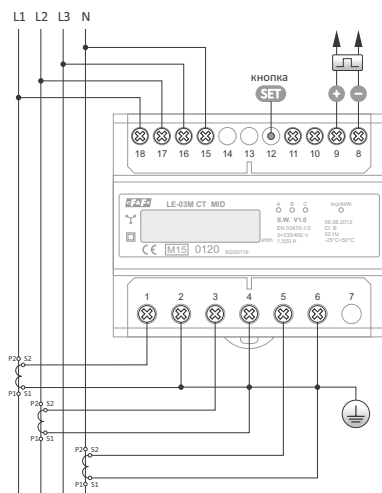 L1 L2 L3 N
кнопка
SET
+ −
18 17 16 15 14 13 12 11 10 9 8
F&F LE-03M CT MID
A B C Imp/kWh
S.W. V1.0 06.08.2012
EN 50470-1/3 Cl. B
3×230/400 V 50 Hz
kWh 1,5(5) A -25°C÷50°C
CE M15 0120 SGS0119
1 2 3 4 5 6 7
P2 S2
P1 S1
P2 S2
P1 S1
P2 S2
P1 S1